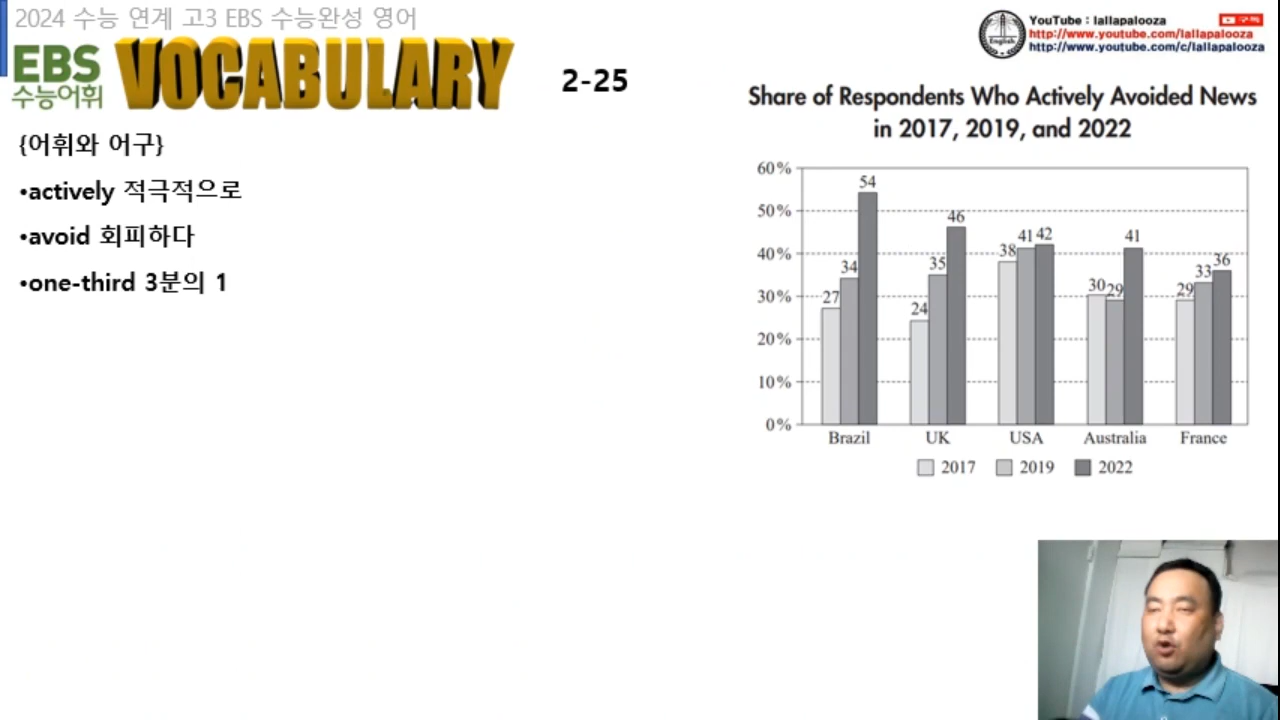 2024 수능 연계 고3 EBS 수능완성 영어
EBS
수능어휘
VOCABULARY
2-25
{어휘와 어구}
•actively 적극적으로
•avoid 회피하다
•one-third 3분의 1
YouTube : lallapalooza
구독
http://www.youtube.com/lallapalooza
http://www.youtube.com/c/lallapalooza
English
Share of Respondents Who Actively Avoided News
in 2017, 2019, and 2022
60%
50%
40%
30%
20%
10%
0%
27 34 54
24 35 46
38 41 42
30 29 41
29 33 36
Brazil UK USA Australia France
2017 2019 2022